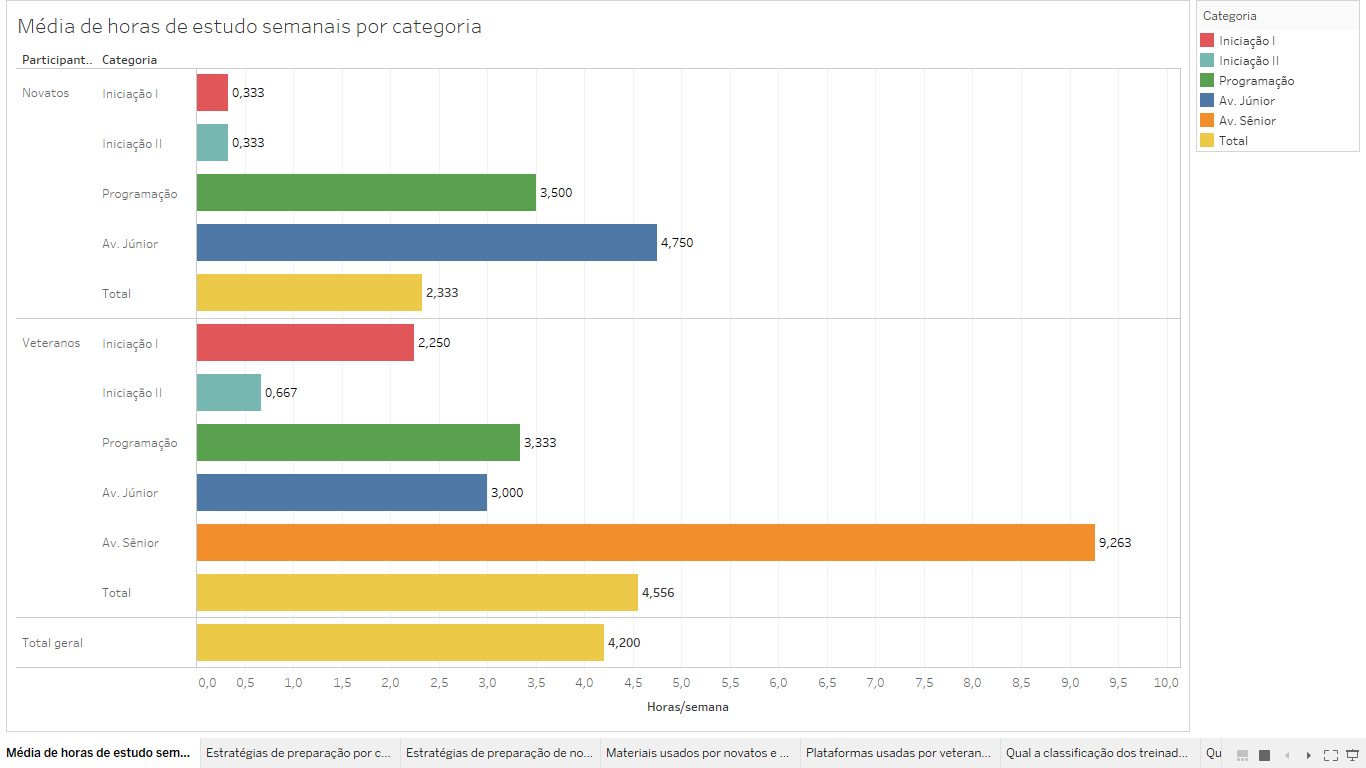 Média de horas de estudo semanais por categoria
Participant.. Categoria
Novatos Iniciação I 0,333
Iniciação II 0,333
Programação 3,500
Av. Júnior 4,750
Total 2,333
Veteranos Iniciação I 2,250
Iniciação II 0,667
Programação 3,333
Av. Júnior 3,000
Av. Sênior 9,263
Total 4,556
Total geral 4,200
0,0 0,5 1,0 1,5 2,0 2,5 3,0 3,5 4,0 4,5 5,0 5,5 6,0 6,5 7,0 7,5 8,0 8,5 9,0 9,5 10,0
Horas/semana
Categoria
Iniciação I
Iniciação II
Programação
Av. Júnior
Av. Sênior
Total
Média de horas de estudo sem... Estratégias de preparação por c... Estratégias de preparação de no... Materiais usados por novatos e ... Plataformas usadas por veteran... Qual a classificação dos treinad... Qu